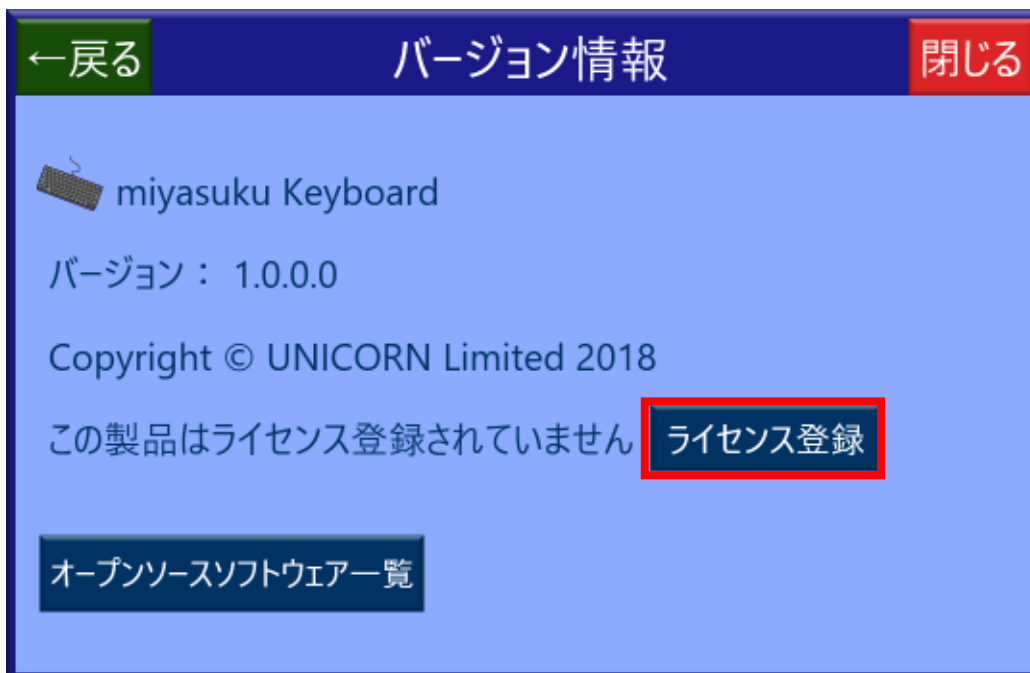 ←戻る バージョン情報 閉じる
miyasuku Keyboard
バージョン： 1.0.0.0
Copyright © UNICORN Limited 2018
この製品はライセンス登録されていません ライセンス登録
オープンソースソフトウェア一覧